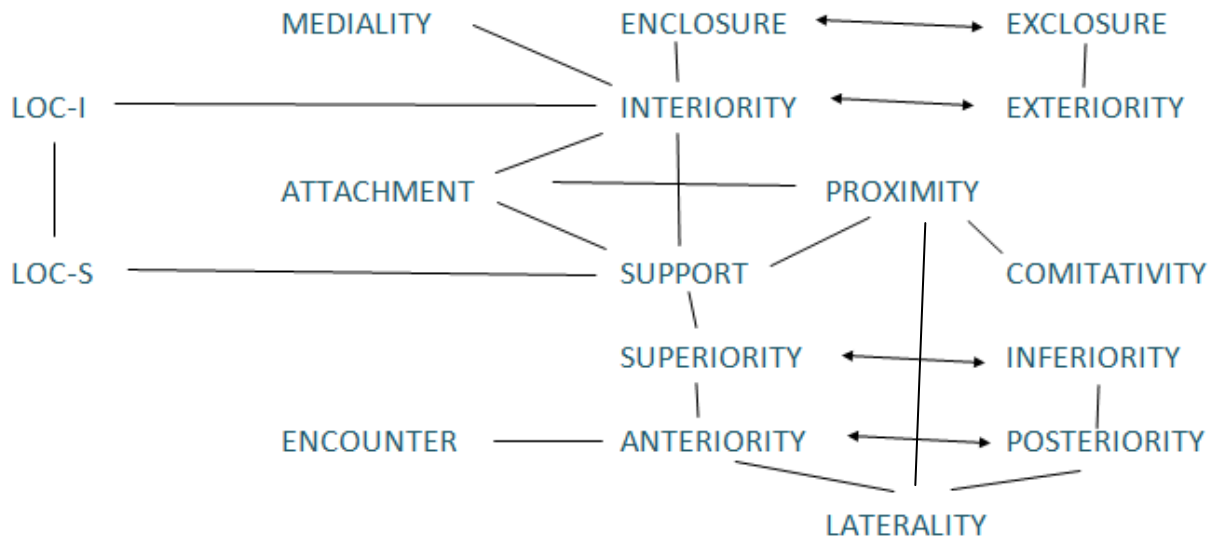 MEDIALITY ENCLOSURE EXCLOSURE
LOC-I INTERIORITY EXTERIORITY
ATTACHMENT PROXIMITY
LOC-S SUPPORT COMITATIVITY
SUPERIORITY INFERIORITY
ENCOUNTER ANTERIORITY POSTERIORITY
LATERALITY